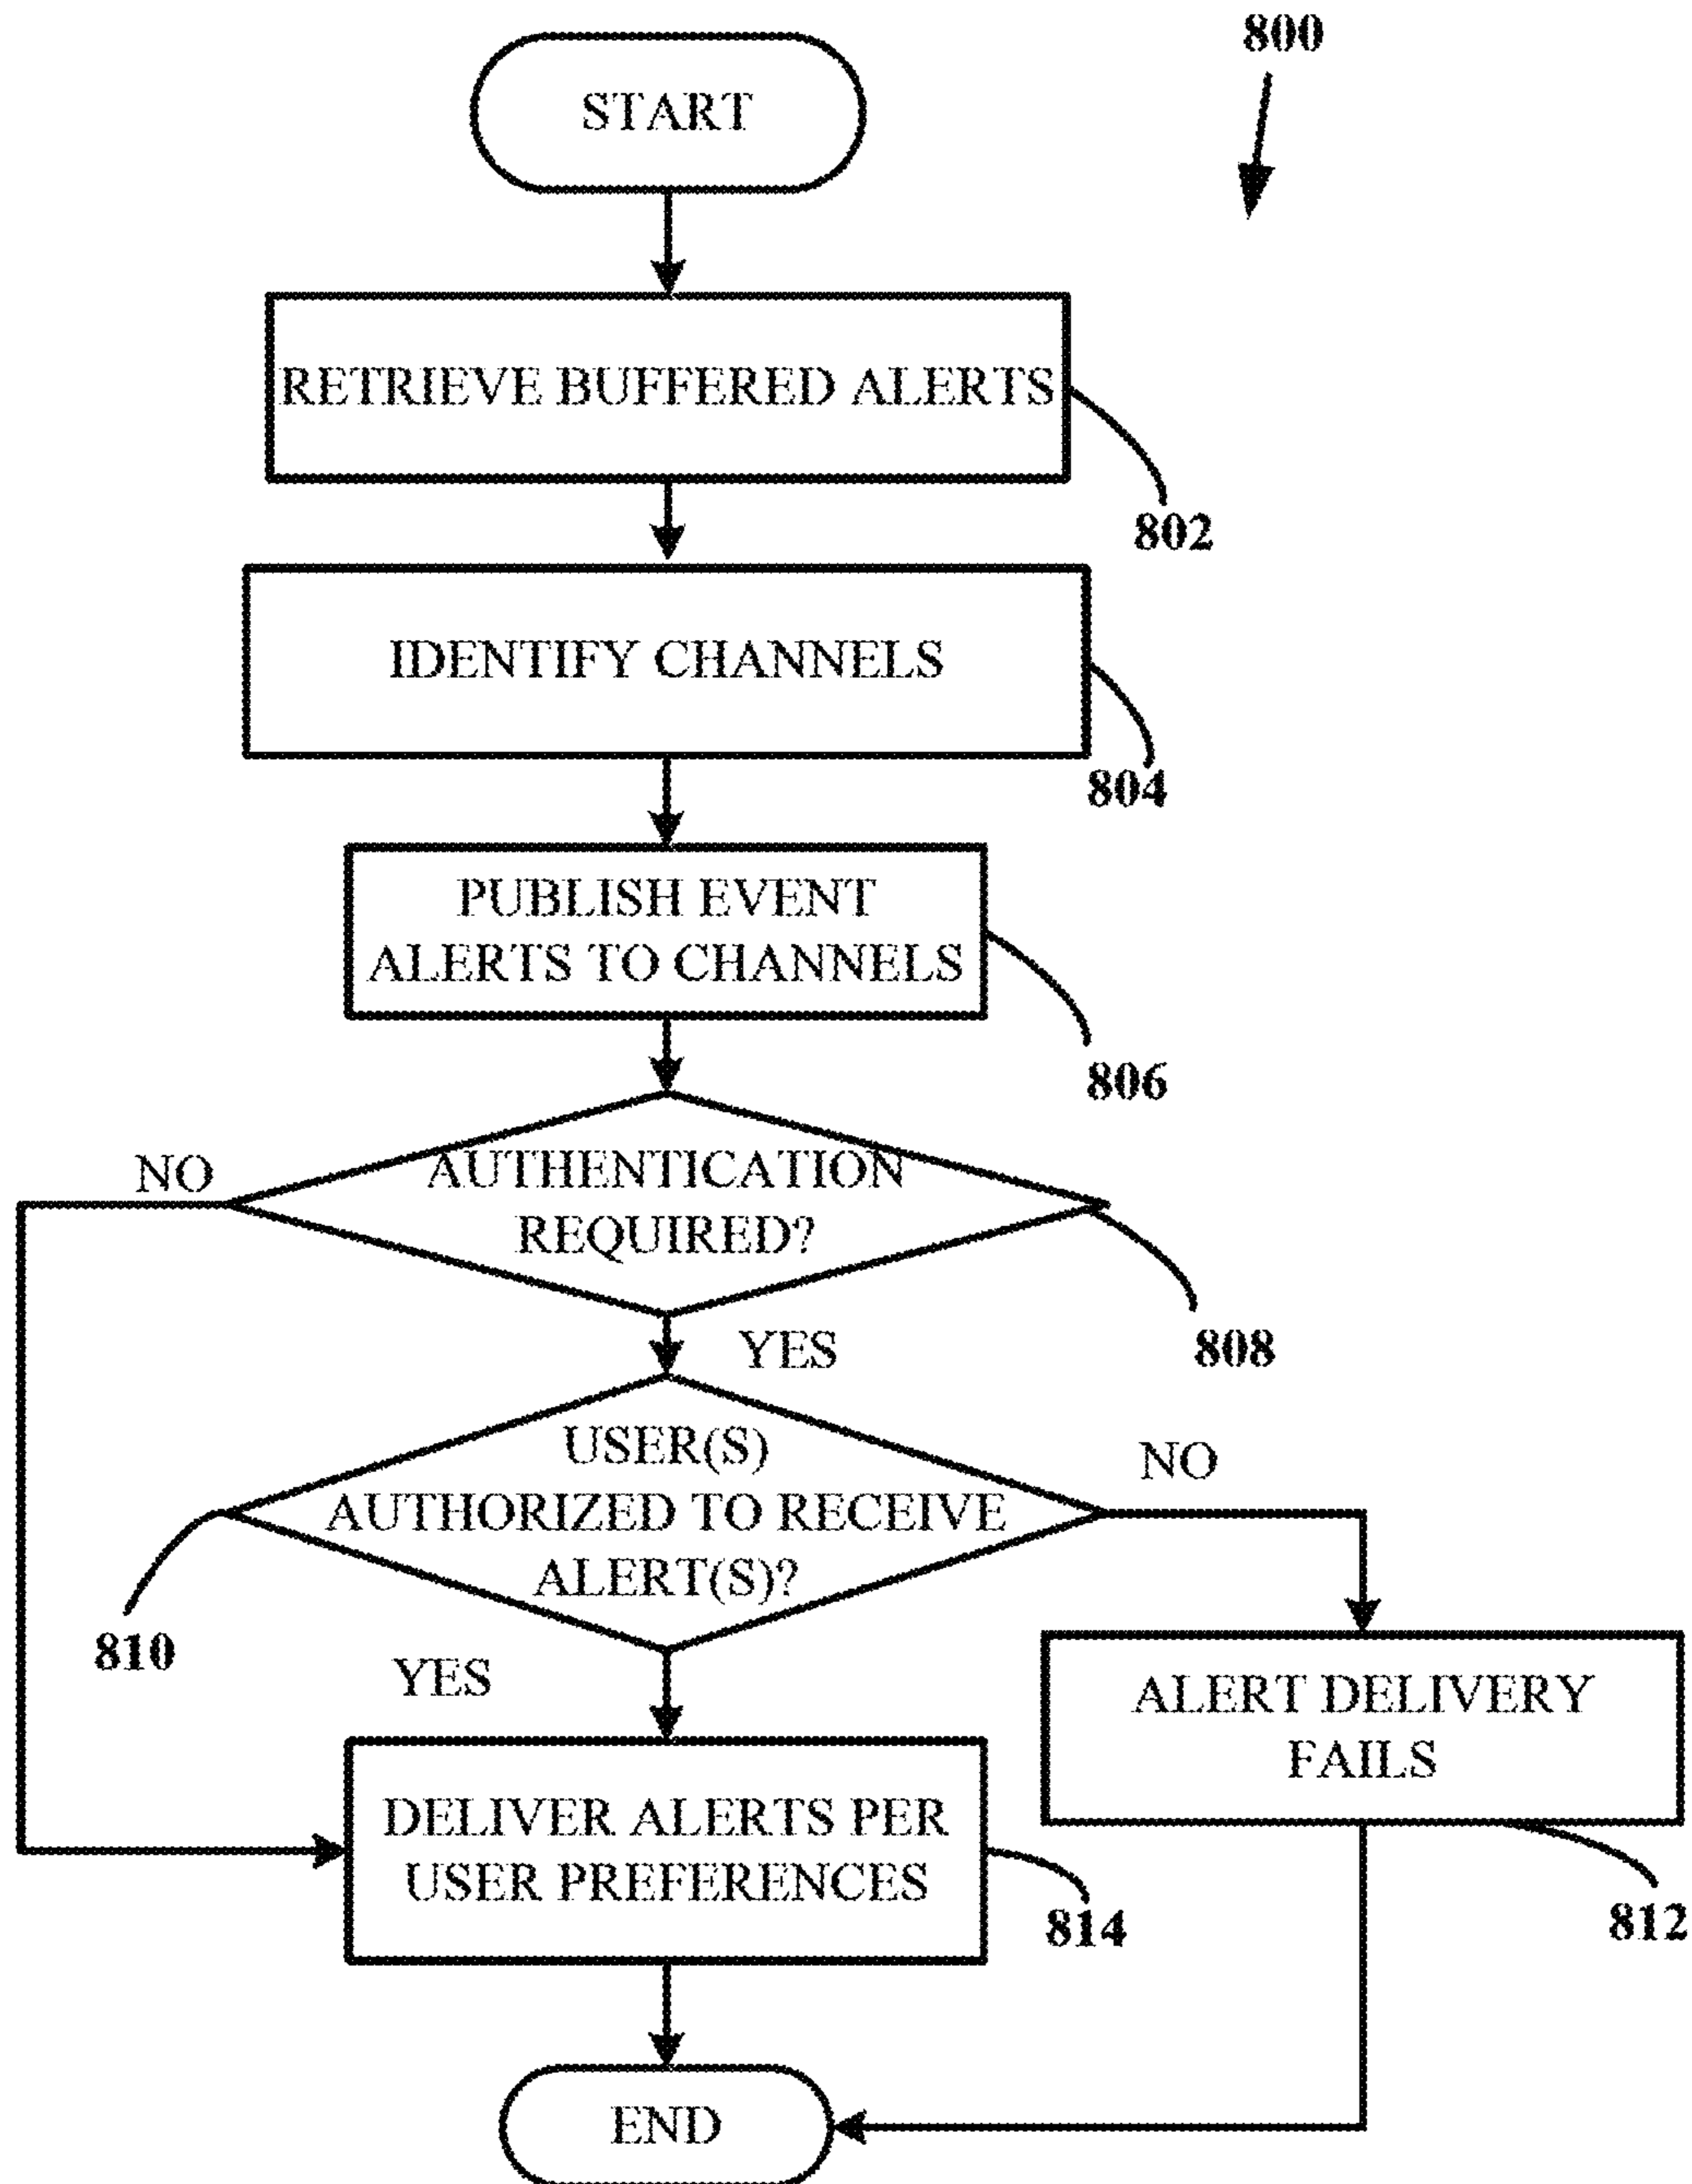 800
START
RETRIEVE BUFFERED ALERTS
802
IDENTIFY CHANNELS
804
PUBLISH EVENT
ALERTS TO CHANNELS
806
NO
AUTHENTICATION
REQUIRED?
808
YES
USER(S)
AUTHORIZED TO RECEIVE
ALERT(S)?
NO
810
YES
ALERT DELIVERY
FAILS
812
DELIVER ALERTS PER
USER PREFERENCES
814
END